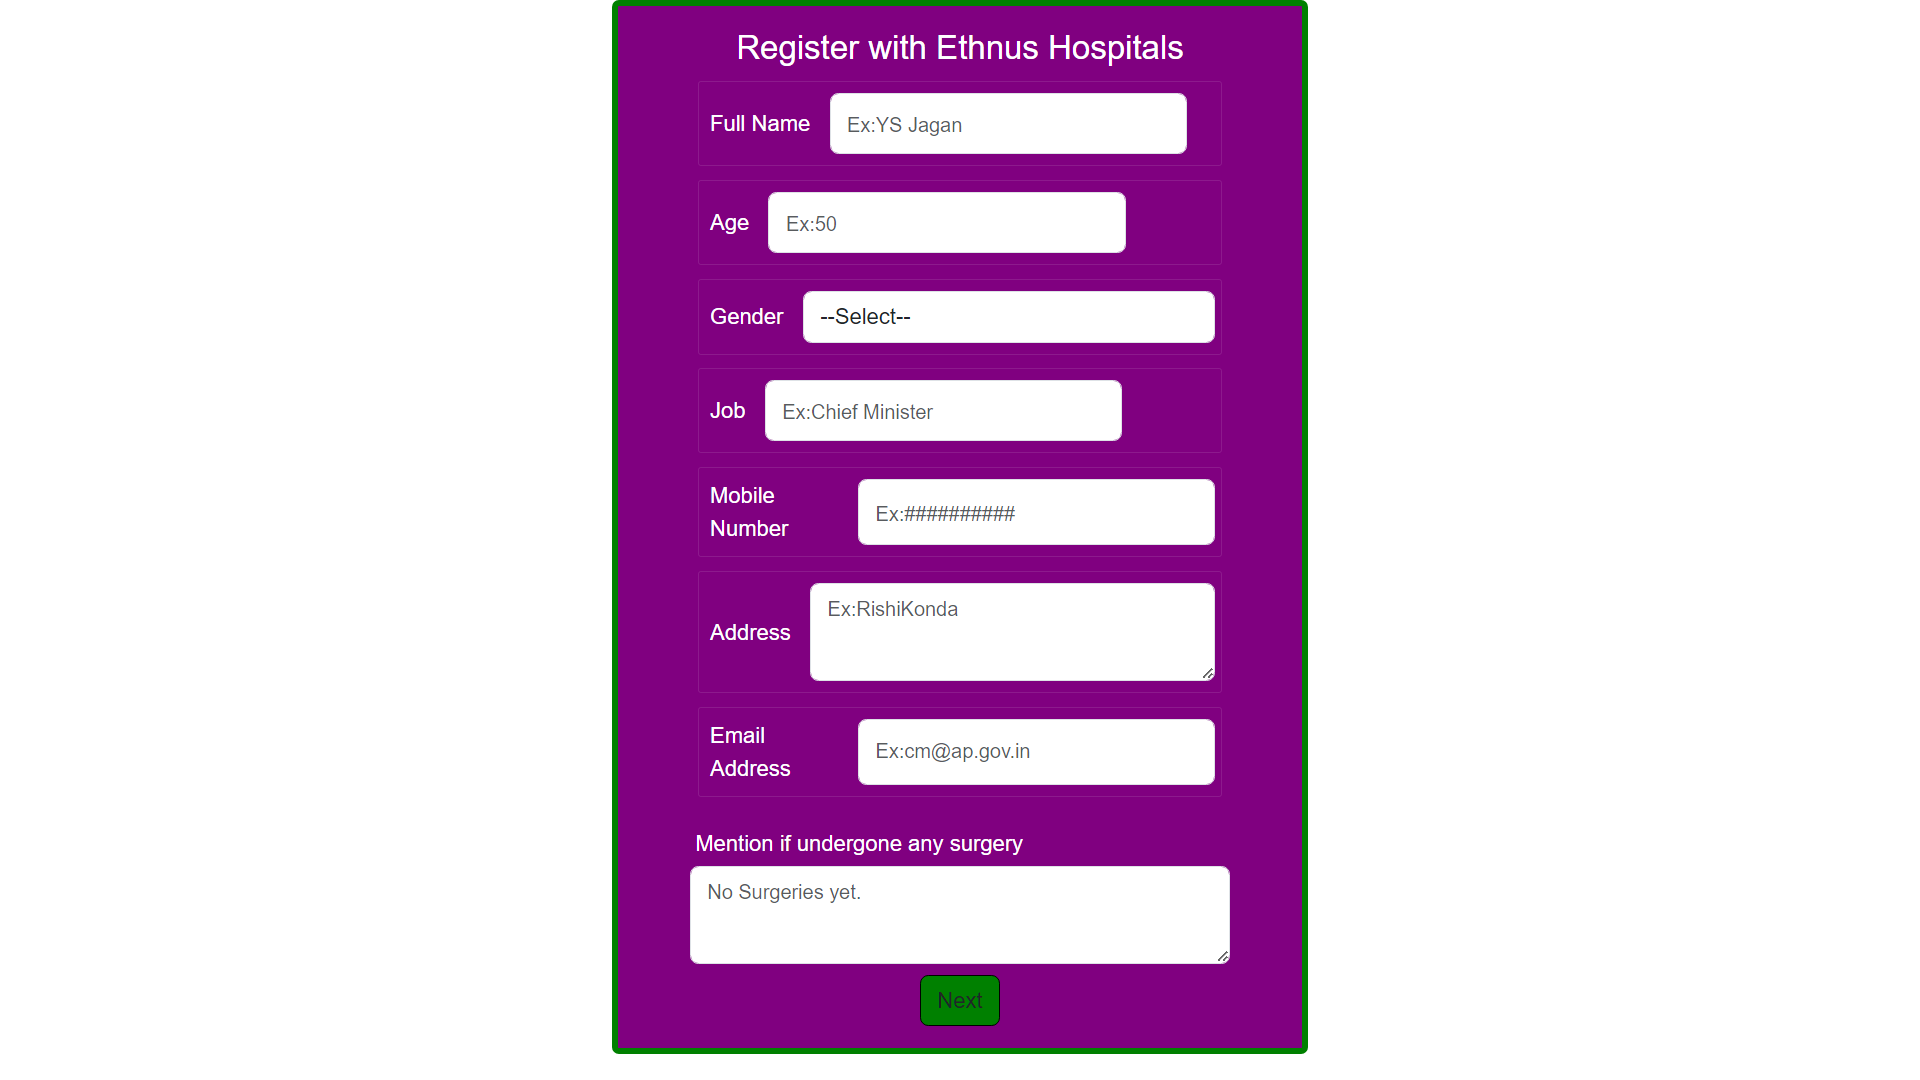 Register with Ethnus Hospitals
Full Name
Ex:YS Jagan
Age
Ex:50
Gender
--Select--
Job
Ex:Chief Minister
Mobile
Number
Ex:##########
Address
Ex:RishiKonda
Email
Address
Ex:cm@ap.gov.in
Mention if undergone any surgery
No Surgeries yet.
Next